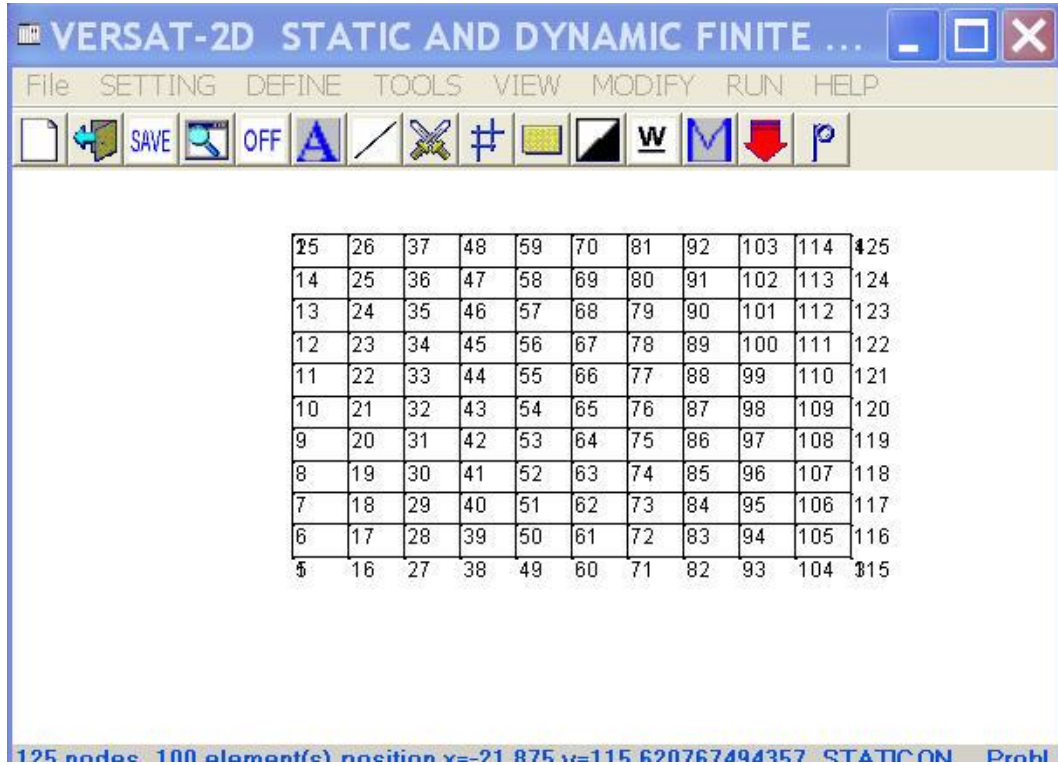 VERSAT-2D STATIC AND DYNAMIC FINITE ...
File SETTING DEFINE TOOLS VIEW MODIFY RUN HELP
SAVE OFF A W M P
26 37 48 59 70 81 92 103 114
14 25 36 47 58 69 80 91 102 113 124
13 24 35 46 57 68 79 90 101 112 123
12 23 34 45 56 67 78 89 100 111 122
11 22 33 44 55 66 77 88 99 110 121
10 21 32 43 54 65 76 87 98 109 120
9 20 31 42 53 64 75 86 97 108 119
8 19 30 41 52 63 74 85 96 107 118
7 18 29 40 51 62 73 84 95 106 117
6 17 28 39 50 61 72 83 94 105 116
16 27 38 49 60 71 82 93 104
125 nodes, 100 element(s) position x=-21.875 y=115.620767494357 STATICON Probl